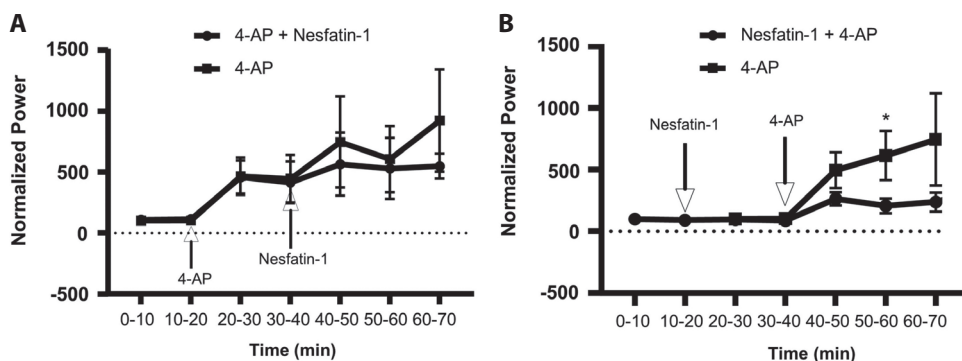 A
4-AP + Nesfatin-1
4-AP
1500
1000
500
0
-500
Normalized Power
4-AP
Nesfatin-1
0-10 10-20 20-30 30-40 40-50 50-60 60-70
Time (min)
B
Nesfatin-1 + 4-AP
4-AP
1500
1000
500
0
-500
Normalized Power
Nesfatin-1
4-AP
*
0-10 10-20 20-30 30-40 40-50 50-60 60-70
Time (min)